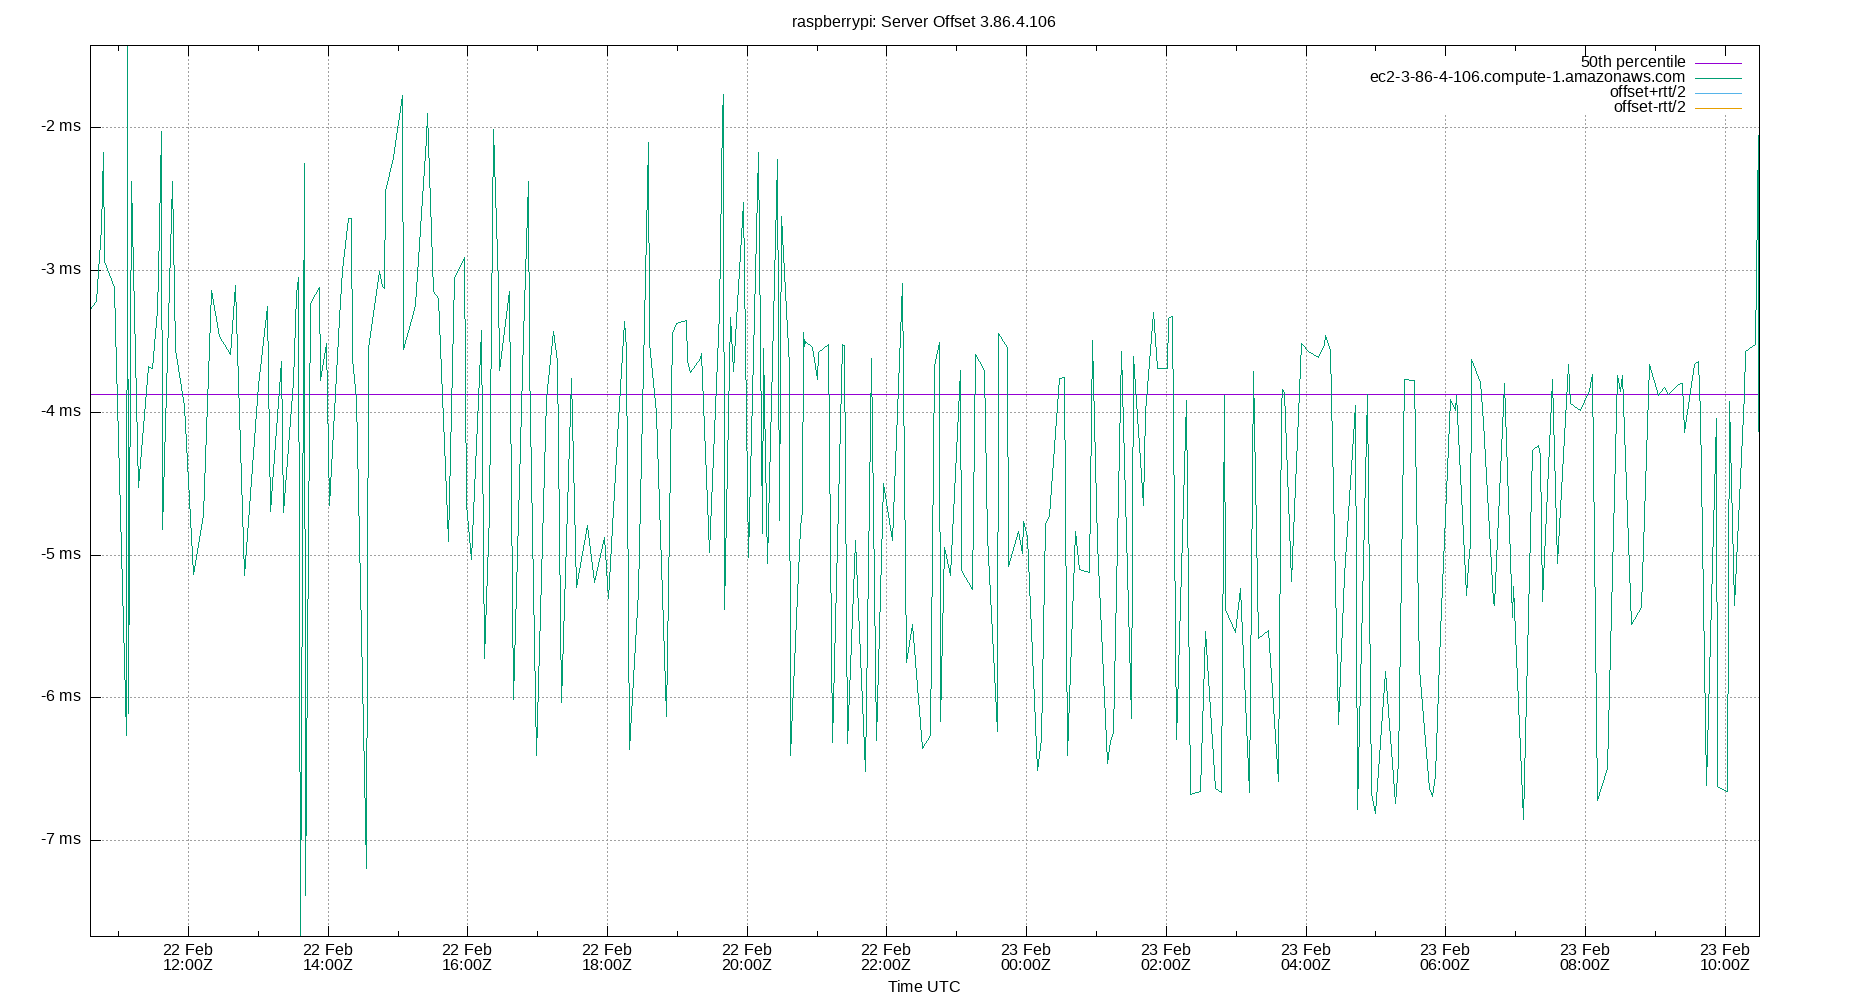 raspberrypi: Server Offset 3.86.4.106
50th percentile
ec2-3-86-4-106.compute-1.amazonaws.com
offset+rtt/2
offset-rtt/2
-2 ms
-3 ms
-4 ms
-5 ms
-6 ms
-7 ms
22 Feb 22 Feb 22 Feb 22 Feb 22 Feb 22 Feb 23 Feb 23 Feb 23 Feb 23 Feb 23 Feb 23 Feb
12:00Z 14:00Z 16:00Z 18:00Z 20:00Z 22:00Z 00:00Z 02:00Z 04:00Z 06:00Z 08:00Z 10:00Z
Time UTC